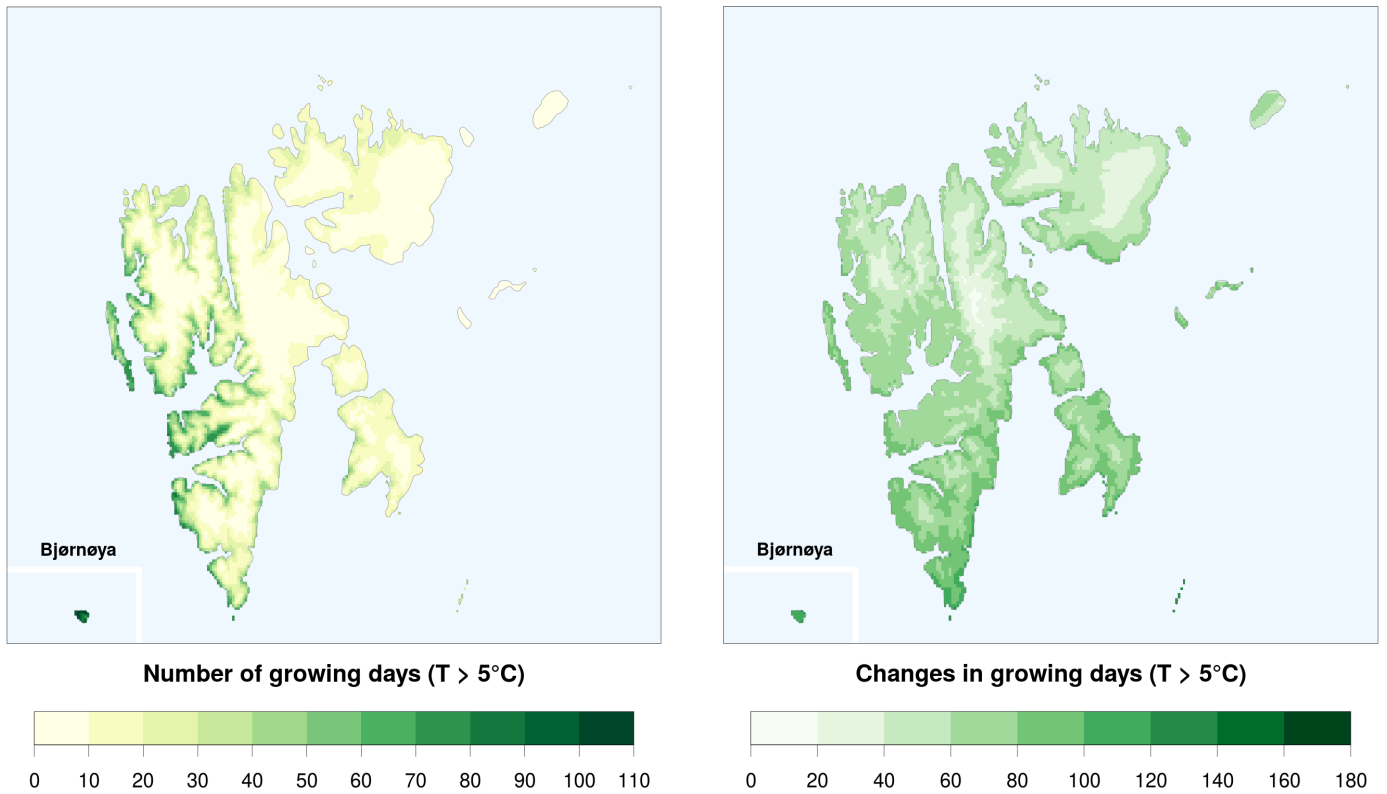 Bjørnøya
Number of growing days (T > 5°C)
0 10 20 30 40 50 60 70 80 90 100 110
Bjørnøya
Changes in growing days (T > 5°C)
0 20 40 60 80 100 120 140 160 180